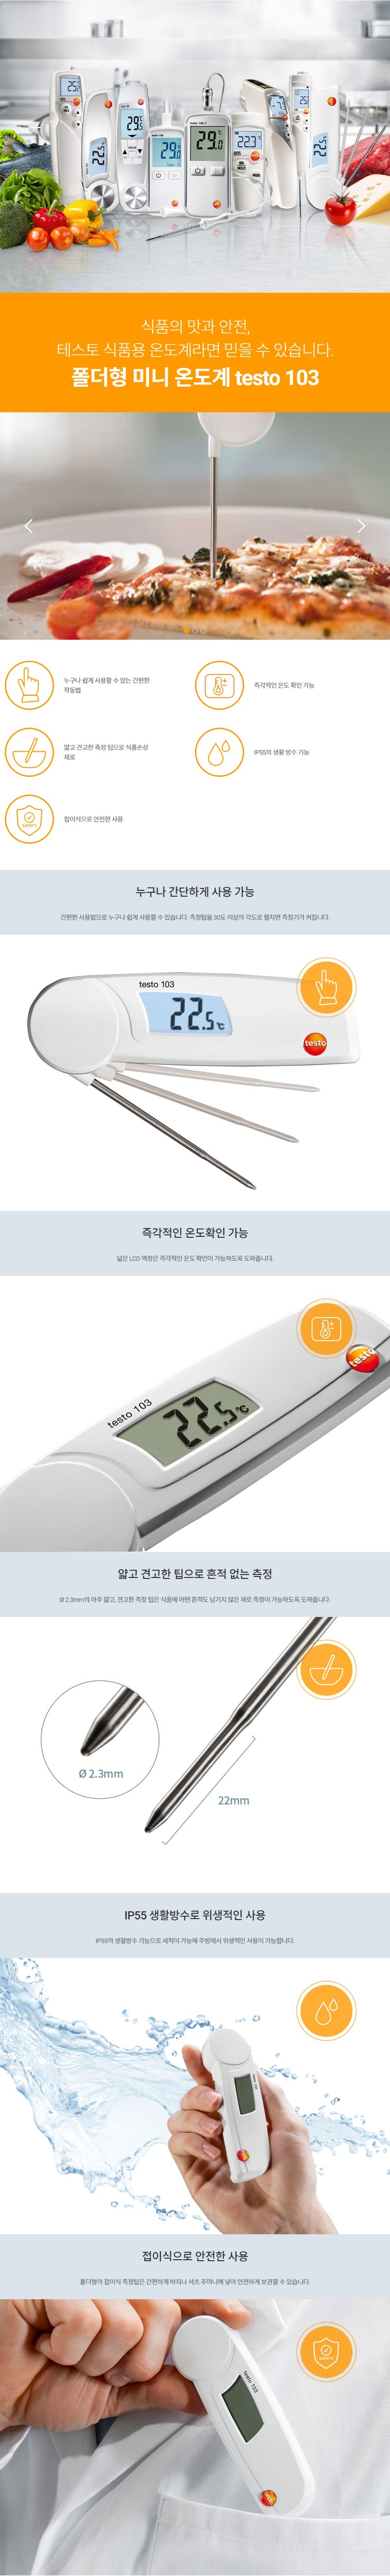 식품의 맛과 안전,
테스토 식품용 온도계라면 믿을 수 있습니다.
폴더형 미니 온도계 testo 103
누구나 쉽게 사용할 수 있는 간편한
작동법
즉각적인 온도 확인 가능
얇고 견고한 측정 팁으로 식품손상
제로
IP55의 생활 방수 기능
SAFETY
접이식으로 안전한 사용
누구나 간단하게 사용 가능
간편한 사용법으로 누구나 쉽게 사용할 수 있습니다. 측정팁을 30도 이상의 각도로 펼치면 측정기가 켜집니다.
testo 103
22.5°C
testo
즉각적인 온도확인 가능
넓은 LCD 액정은 즉각적인 온도 확인이 가능하도록 도와줍니다.
testo
testo 103
22.5°C
얇고 견고한 팁으로 흔적 없는 측정
Ø 2.3mm의 아주 얇고, 견고한 측정 팁은 식품에 어떤 흔적도 남기지 않은 채로 측정이 가능하도록 도와줍니다.
Ø 2.3mm
22mm
IP55 생활방수로 위생적인 사용
IP55의 생활방수 기능으로 세척이 가능해 주방에서 위생적인 사용이 가능합니다.
접이식으로 안전한 사용
폴더형의 접이식 측정팁은 간편하게 바지나 셔츠 주머니에 넣어 안전하게 보관할 수 있습니다.
SAFETY
testo 103